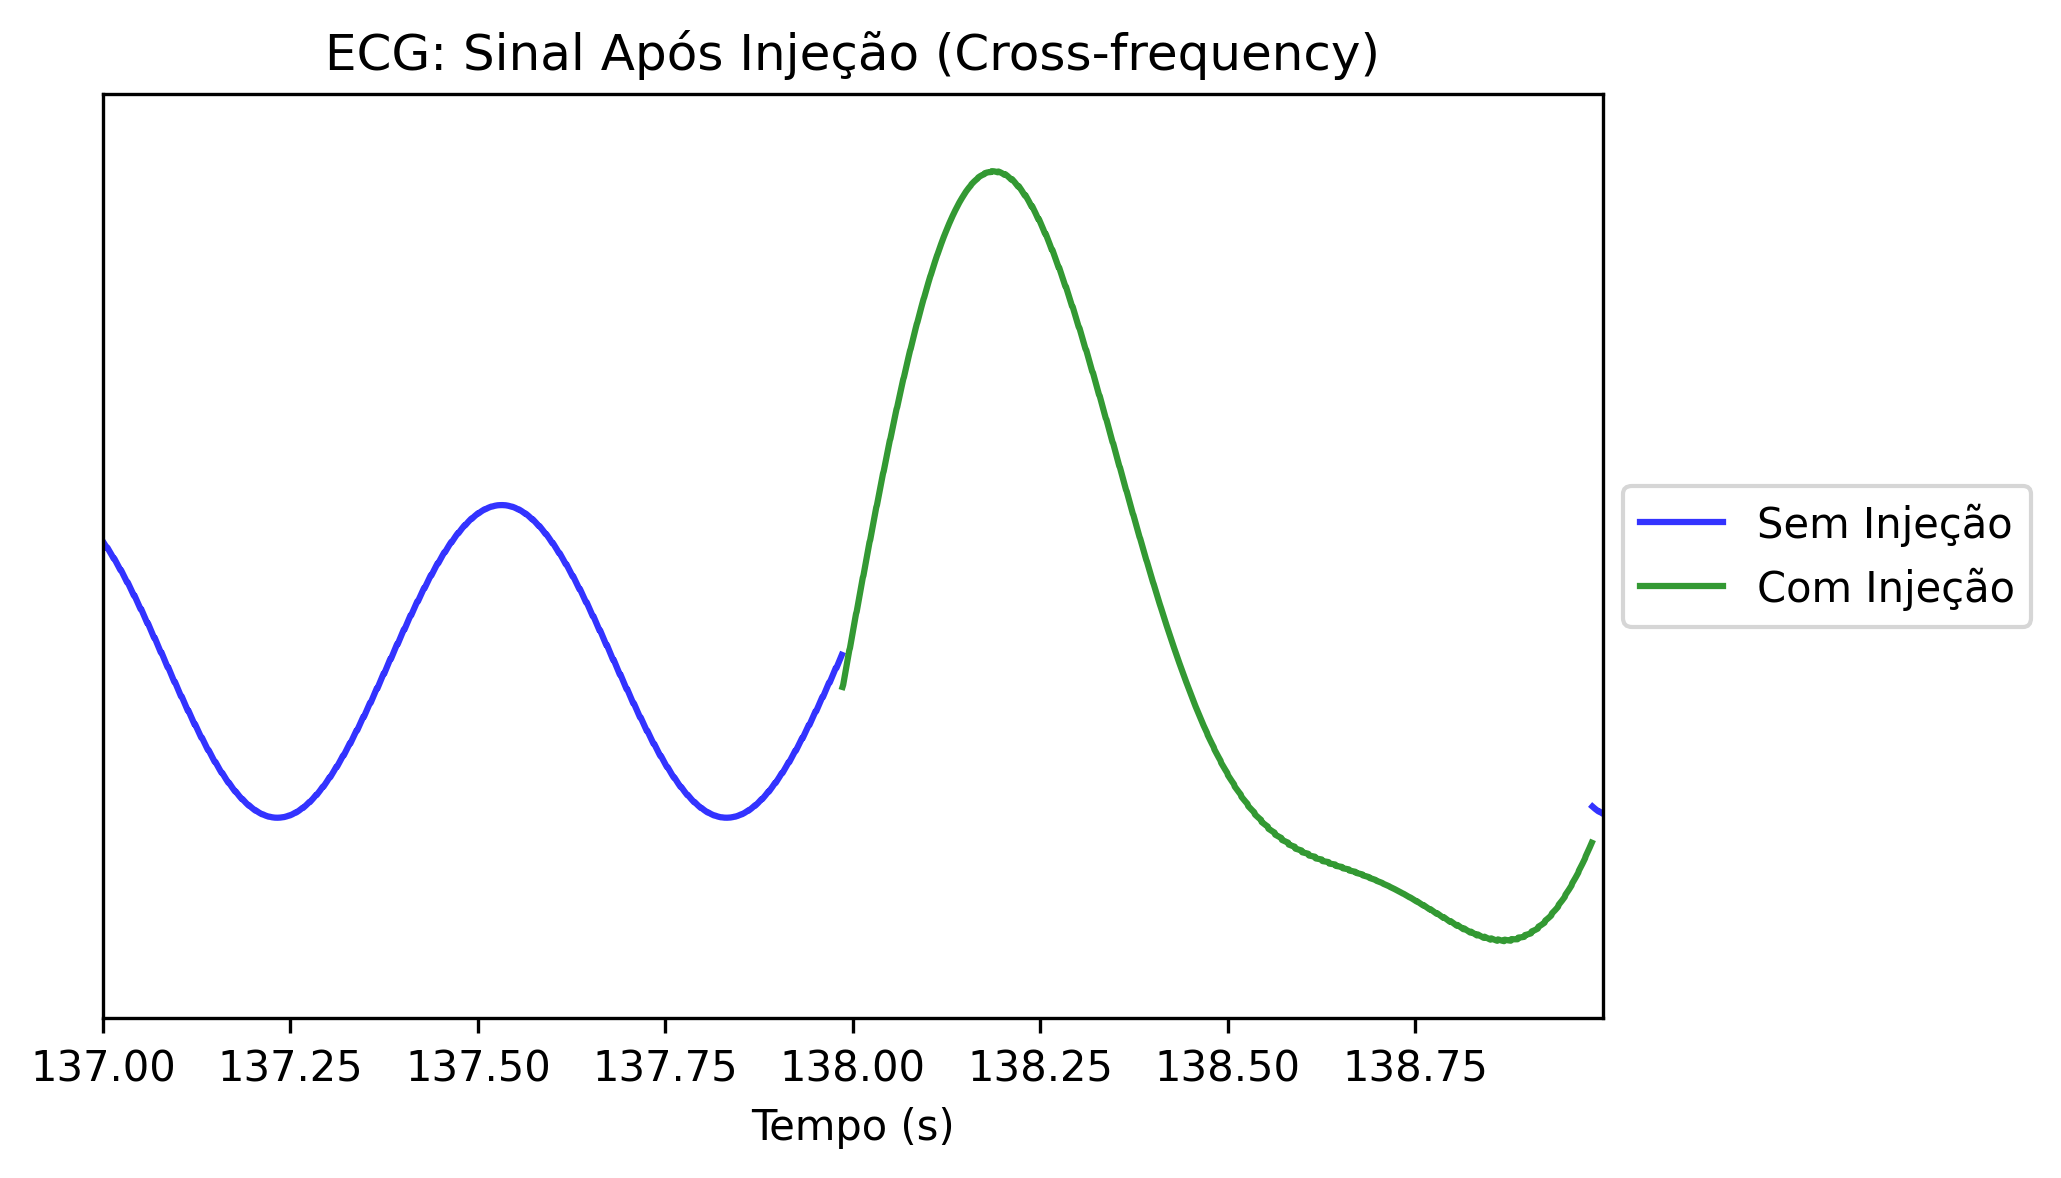 ECG: Sinal Após Injeção (Cross-frequency)
Sem Injeção
Com Injeção
137.00 137.25 137.50 137.75 138.00 138.25 138.50 138.75
Tempo (s)